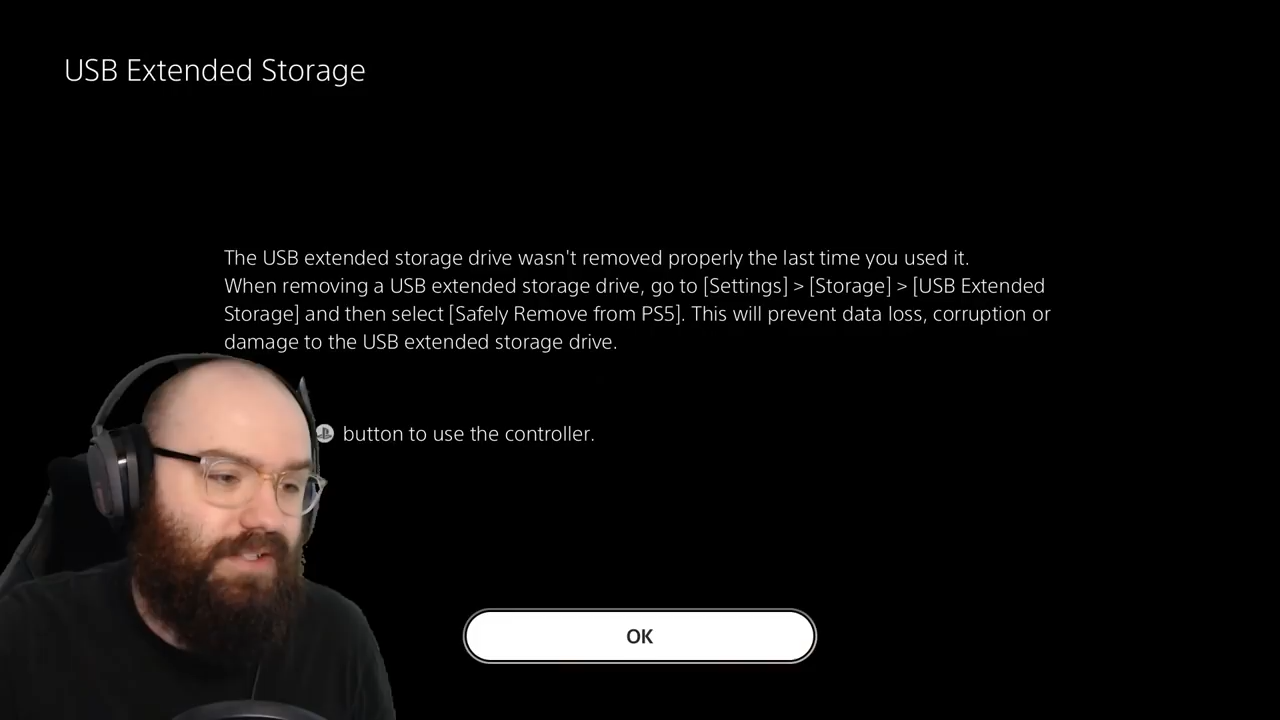 USB Extended Storage
The USB extended storage drive wasn't removed properly the last time you used it.
When removing a USB extended storage drive, go to [Settings] > [Storage] > [USB Extended
Storage] and then select [Safely Remove from PS5]. This will prevent data loss, corruption or
damage to the USB extended storage drive.
button to use the controller.
OK